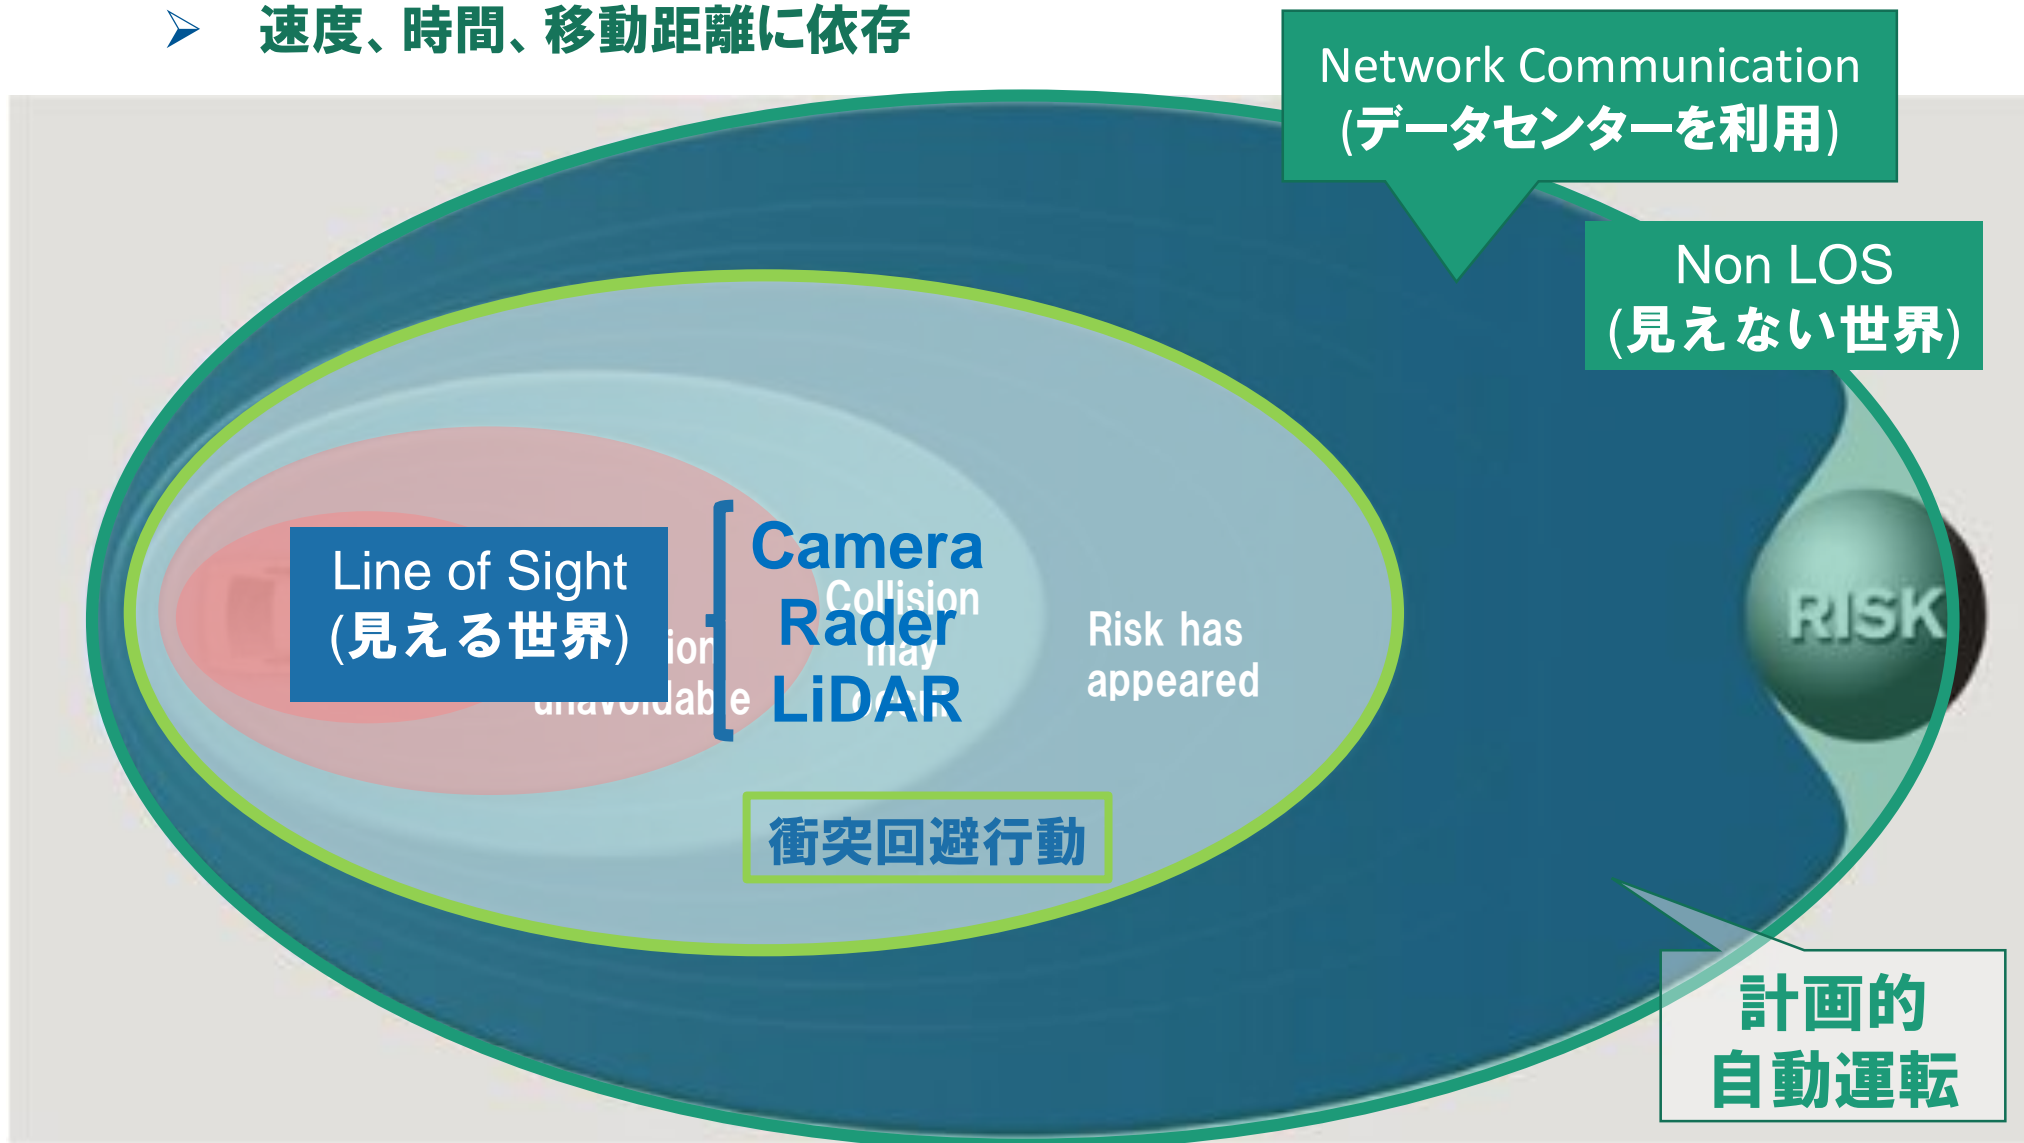 ➢ 速度、時間、移動距離に依存
Network Communication
(データセンターを利用)
Non LOS
(見えない世界)
Line of Sight
(見える世界)
Camera
Rader
LiDAR
unavoidable
Collision
may
occur
Risk has
appeared
RISK
衝突回避行動
計画的
自動運転